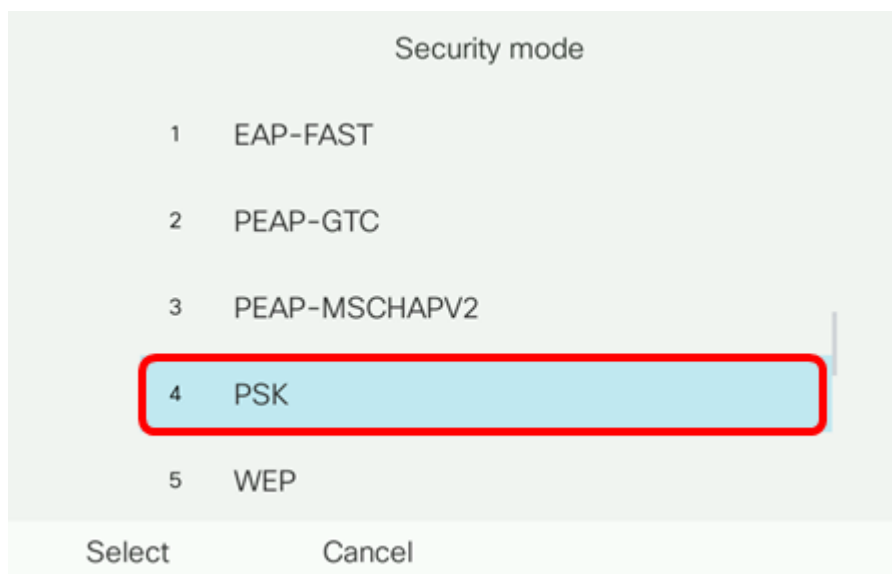 Security mode
1 EAP-FAST
2 PEAP-GTC
3 PEAP-MSCHAPV2
4 PSK
5 WEP
Select Cancel